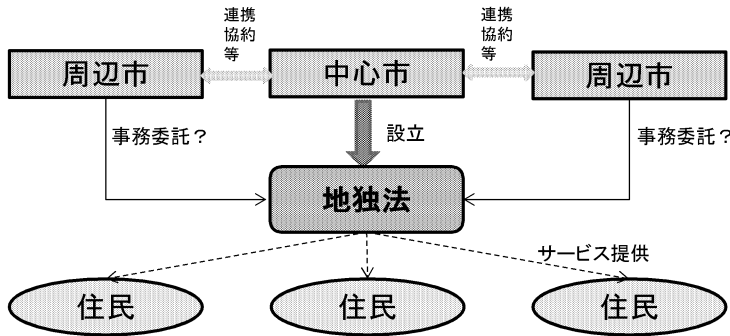 連携
協約
等
連携
協約
等
周辺市
中心市
周辺市
事務委託？
設立
事務委託？
地独法
サービス提供
住民
住民
住民